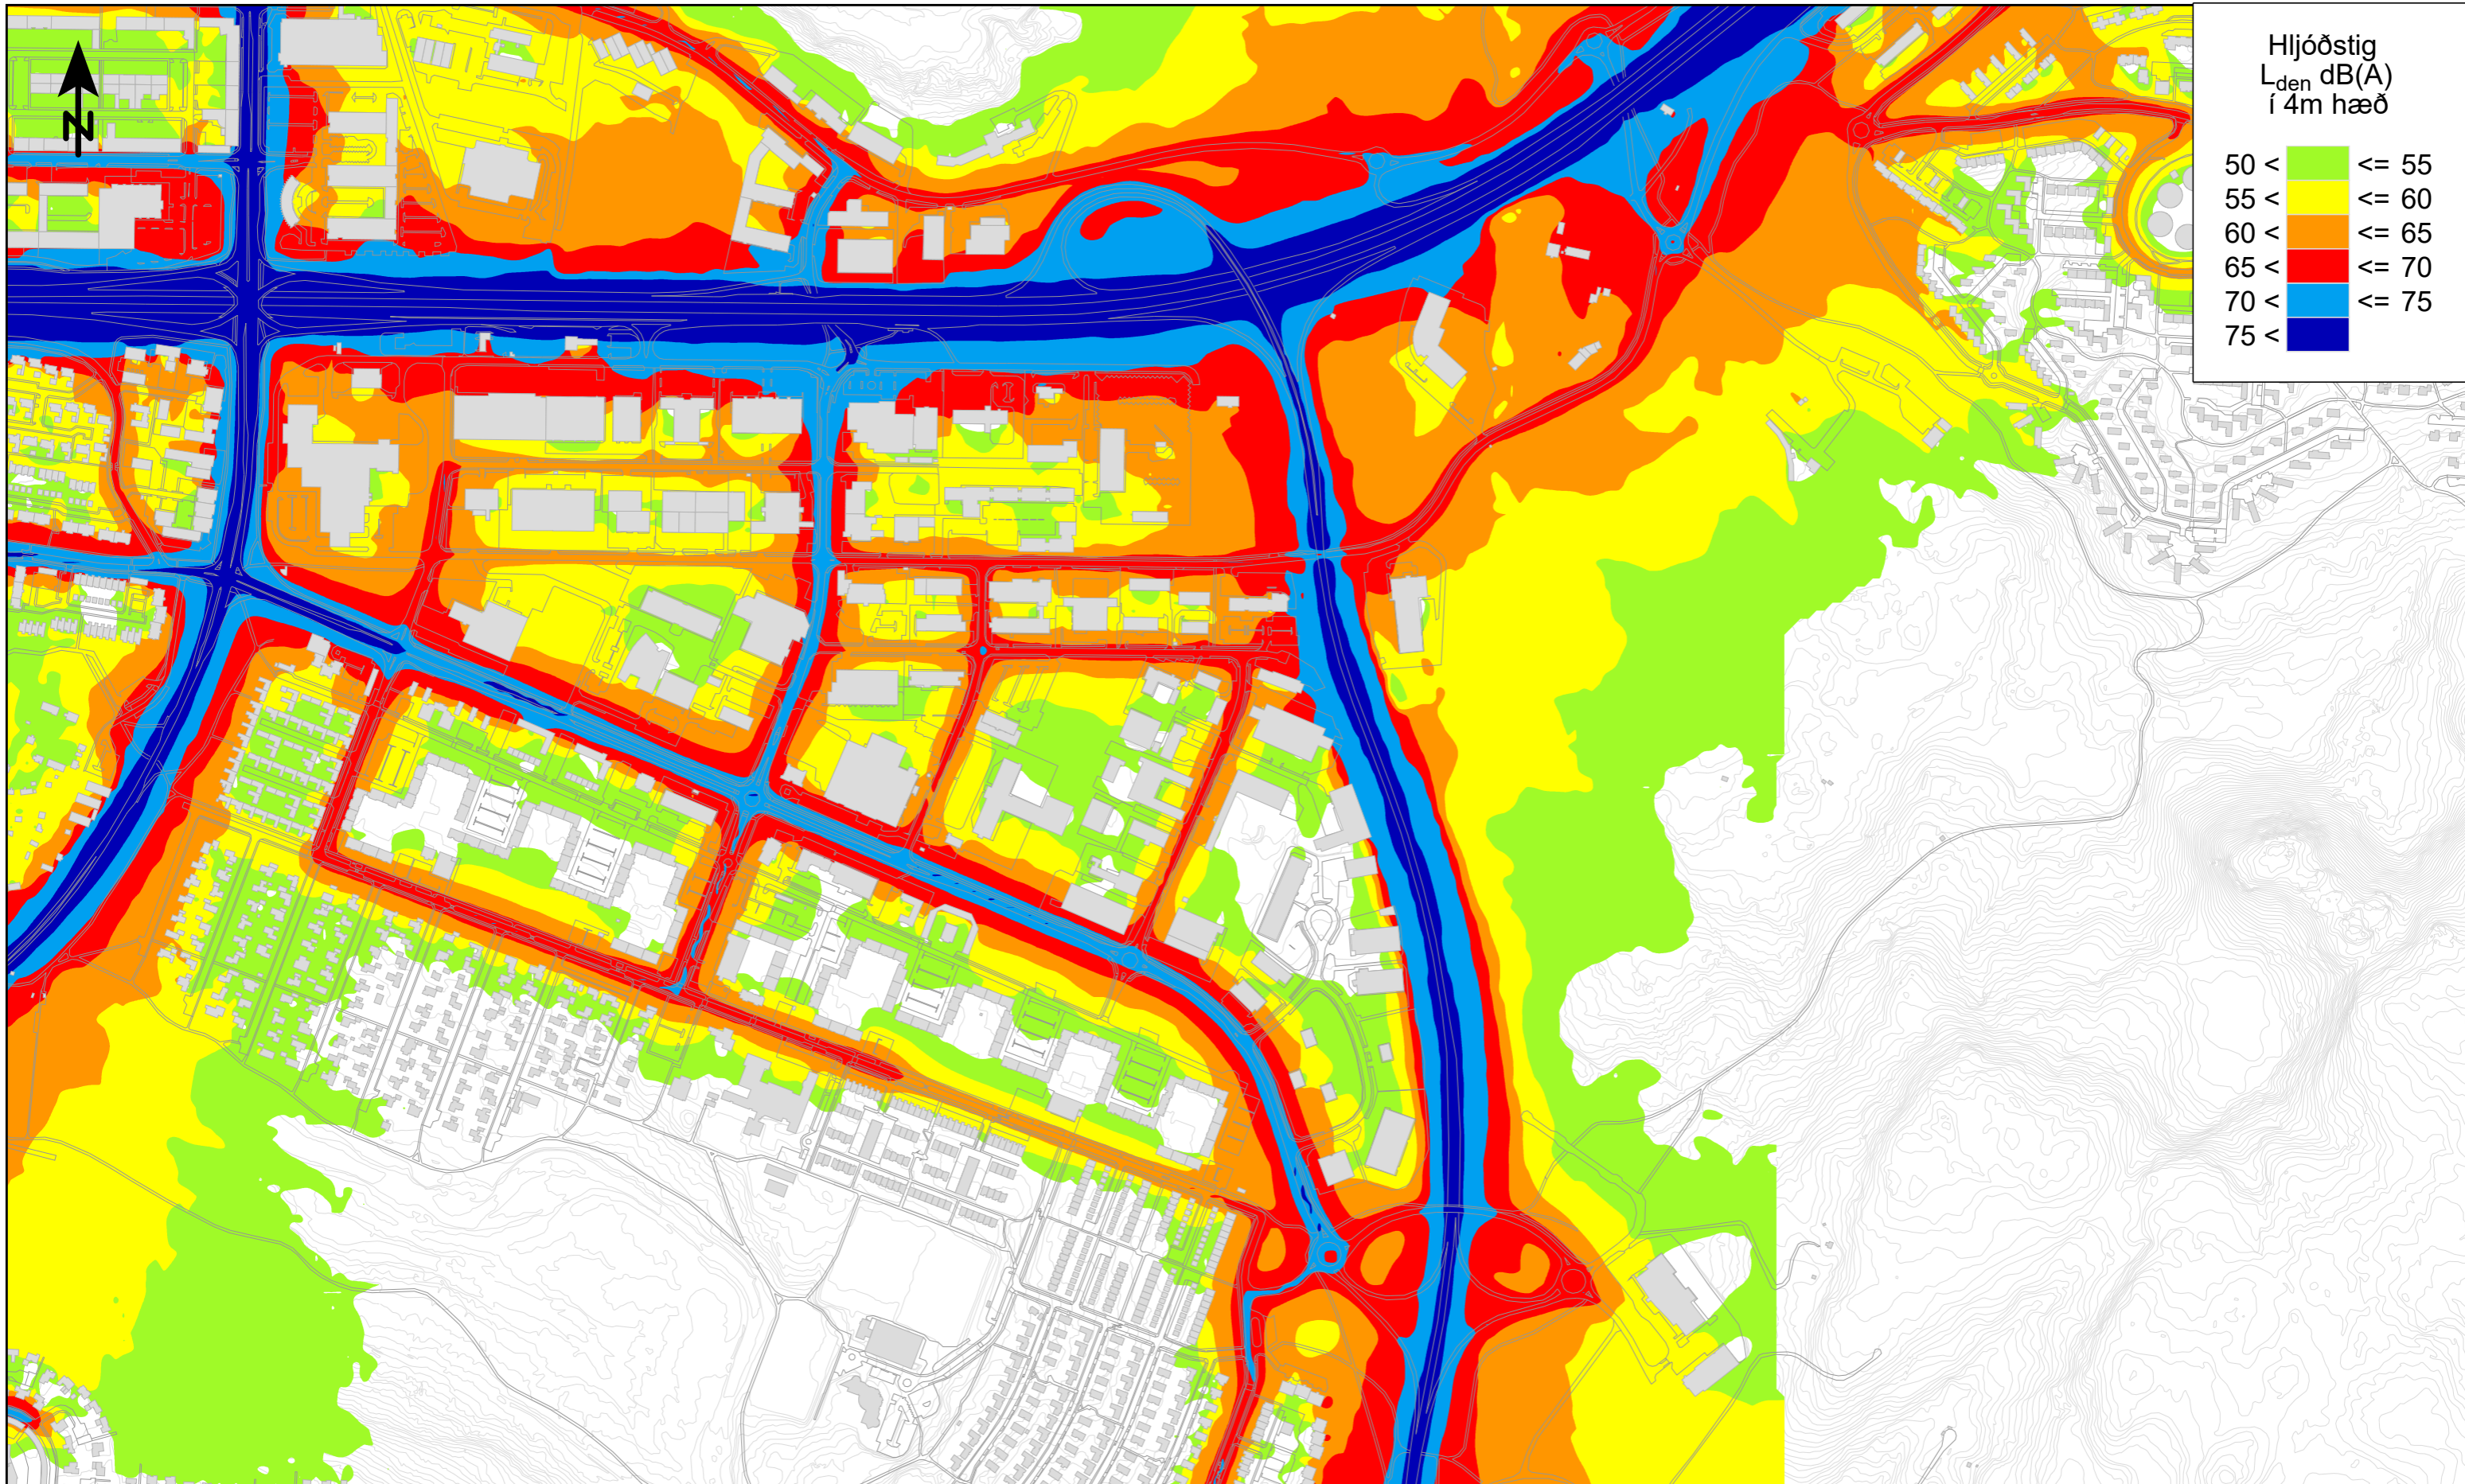 N
Hljóðstig
Lden dB(A)
í 4m hæð
50 < <= 55
55 < <= 60
60 < <= 65
65 < <= 70
70 < <= 75
75 <